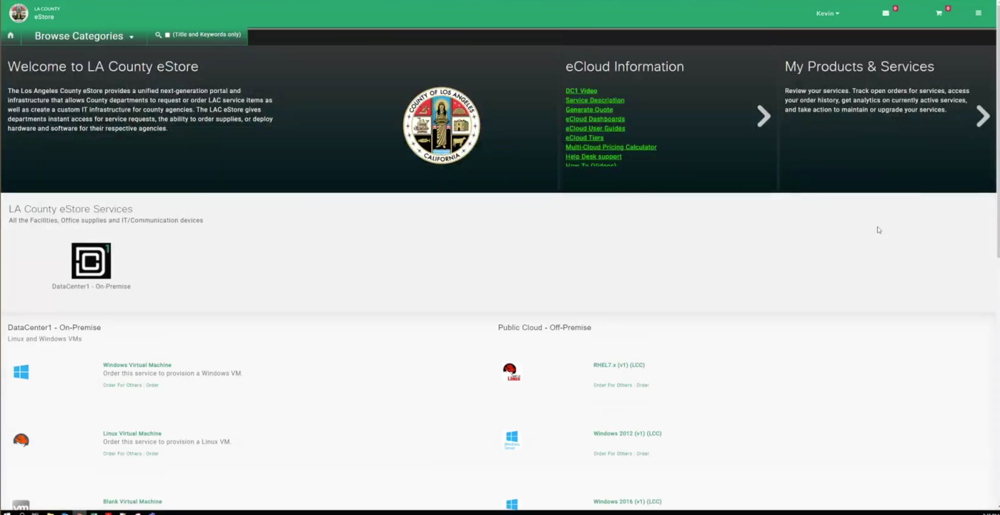 LA COUNTY
eStore
Kevin
0
0
Browse Categories
(Title and Keywords only)
Welcome to LA County eStore
The Los Angeles County eStore provides a unified next-generation portal and
infrastructure that allows County departments to request or order LAC service items as
well as create a custom IT infrastructure for county agencies. The LAC eStore gives
departments instant access for service requests, the ability to order supplies, or deploy
hardware and software for their respective agencies.
COUNTY OF LOS ANGELES
CALIFORNIA
eCloud Information
DC1 Video
Service Description
Generate Quote
eCloud Dashboards
eCloud User Guides
eCloud Tiers
Multi-Cloud Pricing Calculator
Help Desk support
How To (Videos)
My Products & Services
Review your services. Track open orders for services, access
your order history, get analytics on currently active services,
and take action to maintain or upgrade your services.
LA County eStore Services
All the Facilities, Office supplies and IT/Communication devices
DataCenter1 - On-Premise
DataCenter1 - On-Premise
Linux and Windows VMs
Windows Virtual Machine
Order this service to provision a Windows VM.
Order For Others | Order
Linux Virtual Machine
Order this service to provision a Linux VM.
Order For Others | Order
vm
Blank Virtual Machine
Public Cloud - Off-Premise
Linux
RHEL7.x (v1) (LCC)
Order For Others | Order
Windows
Server
Windows 2012 (v1) (LCC)
Order For Others | Order
Windows 2016 (v1) (LCC)